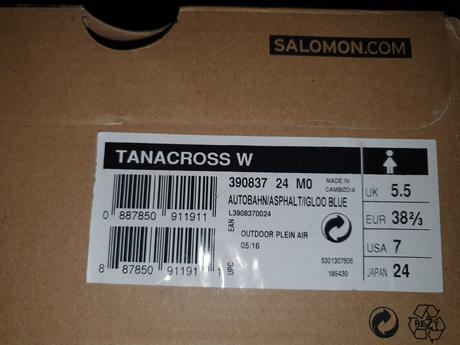 SALOMON.COM
TANACROSS W
390837 24 M0
MADE IN
CAMBODIA
AUTOBAHN/ASPHALT/IGLOO BLUE
L3908370024
EAN
0 887850 911911
OUTDOOR PLEIN AIR
05/16
UPC
8 87850 91191 1
5301307606
185430
UK 5.5
EUR 38⅔
USA 7
JAPAN 24
REZY